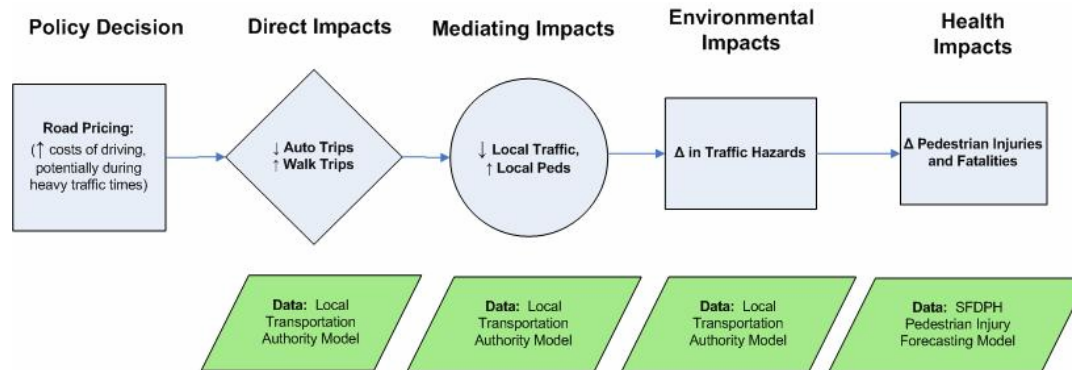 Policy Decision
Direct Impacts
Mediating Impacts
Environmental
Impacts
Health
Impacts
Road Pricing:
(↑ costs of driving,
potentially during
heavy traffic times)
↓ Auto Trips
↑ Walk Trips
↓ Local Traffic,
↑ Local Peds
Δ in Traffic Hazards
Δ Pedestrian Injuries
and Fatalities
Data: Local
Transportation
Authority Model
Data: Local
Transportation
Authority Model
Data: Local
Transportation
Authority Model
Data: SFDPH
Pedestrian Injury
Forecasting Model